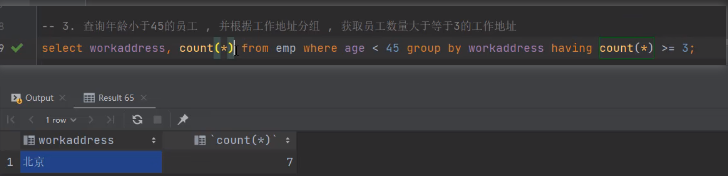 8
-- 3. 查询年龄小于45的员工 , 并根据工作地址分组 , 获取员工数量大于等于3的工作地址
9
select workaddress, count(*) from emp where age < 45 group by workaddress having count(*) >= 3;
Output × Result 65 ×
1 row
workaddress `count(*)`
1 北京 7